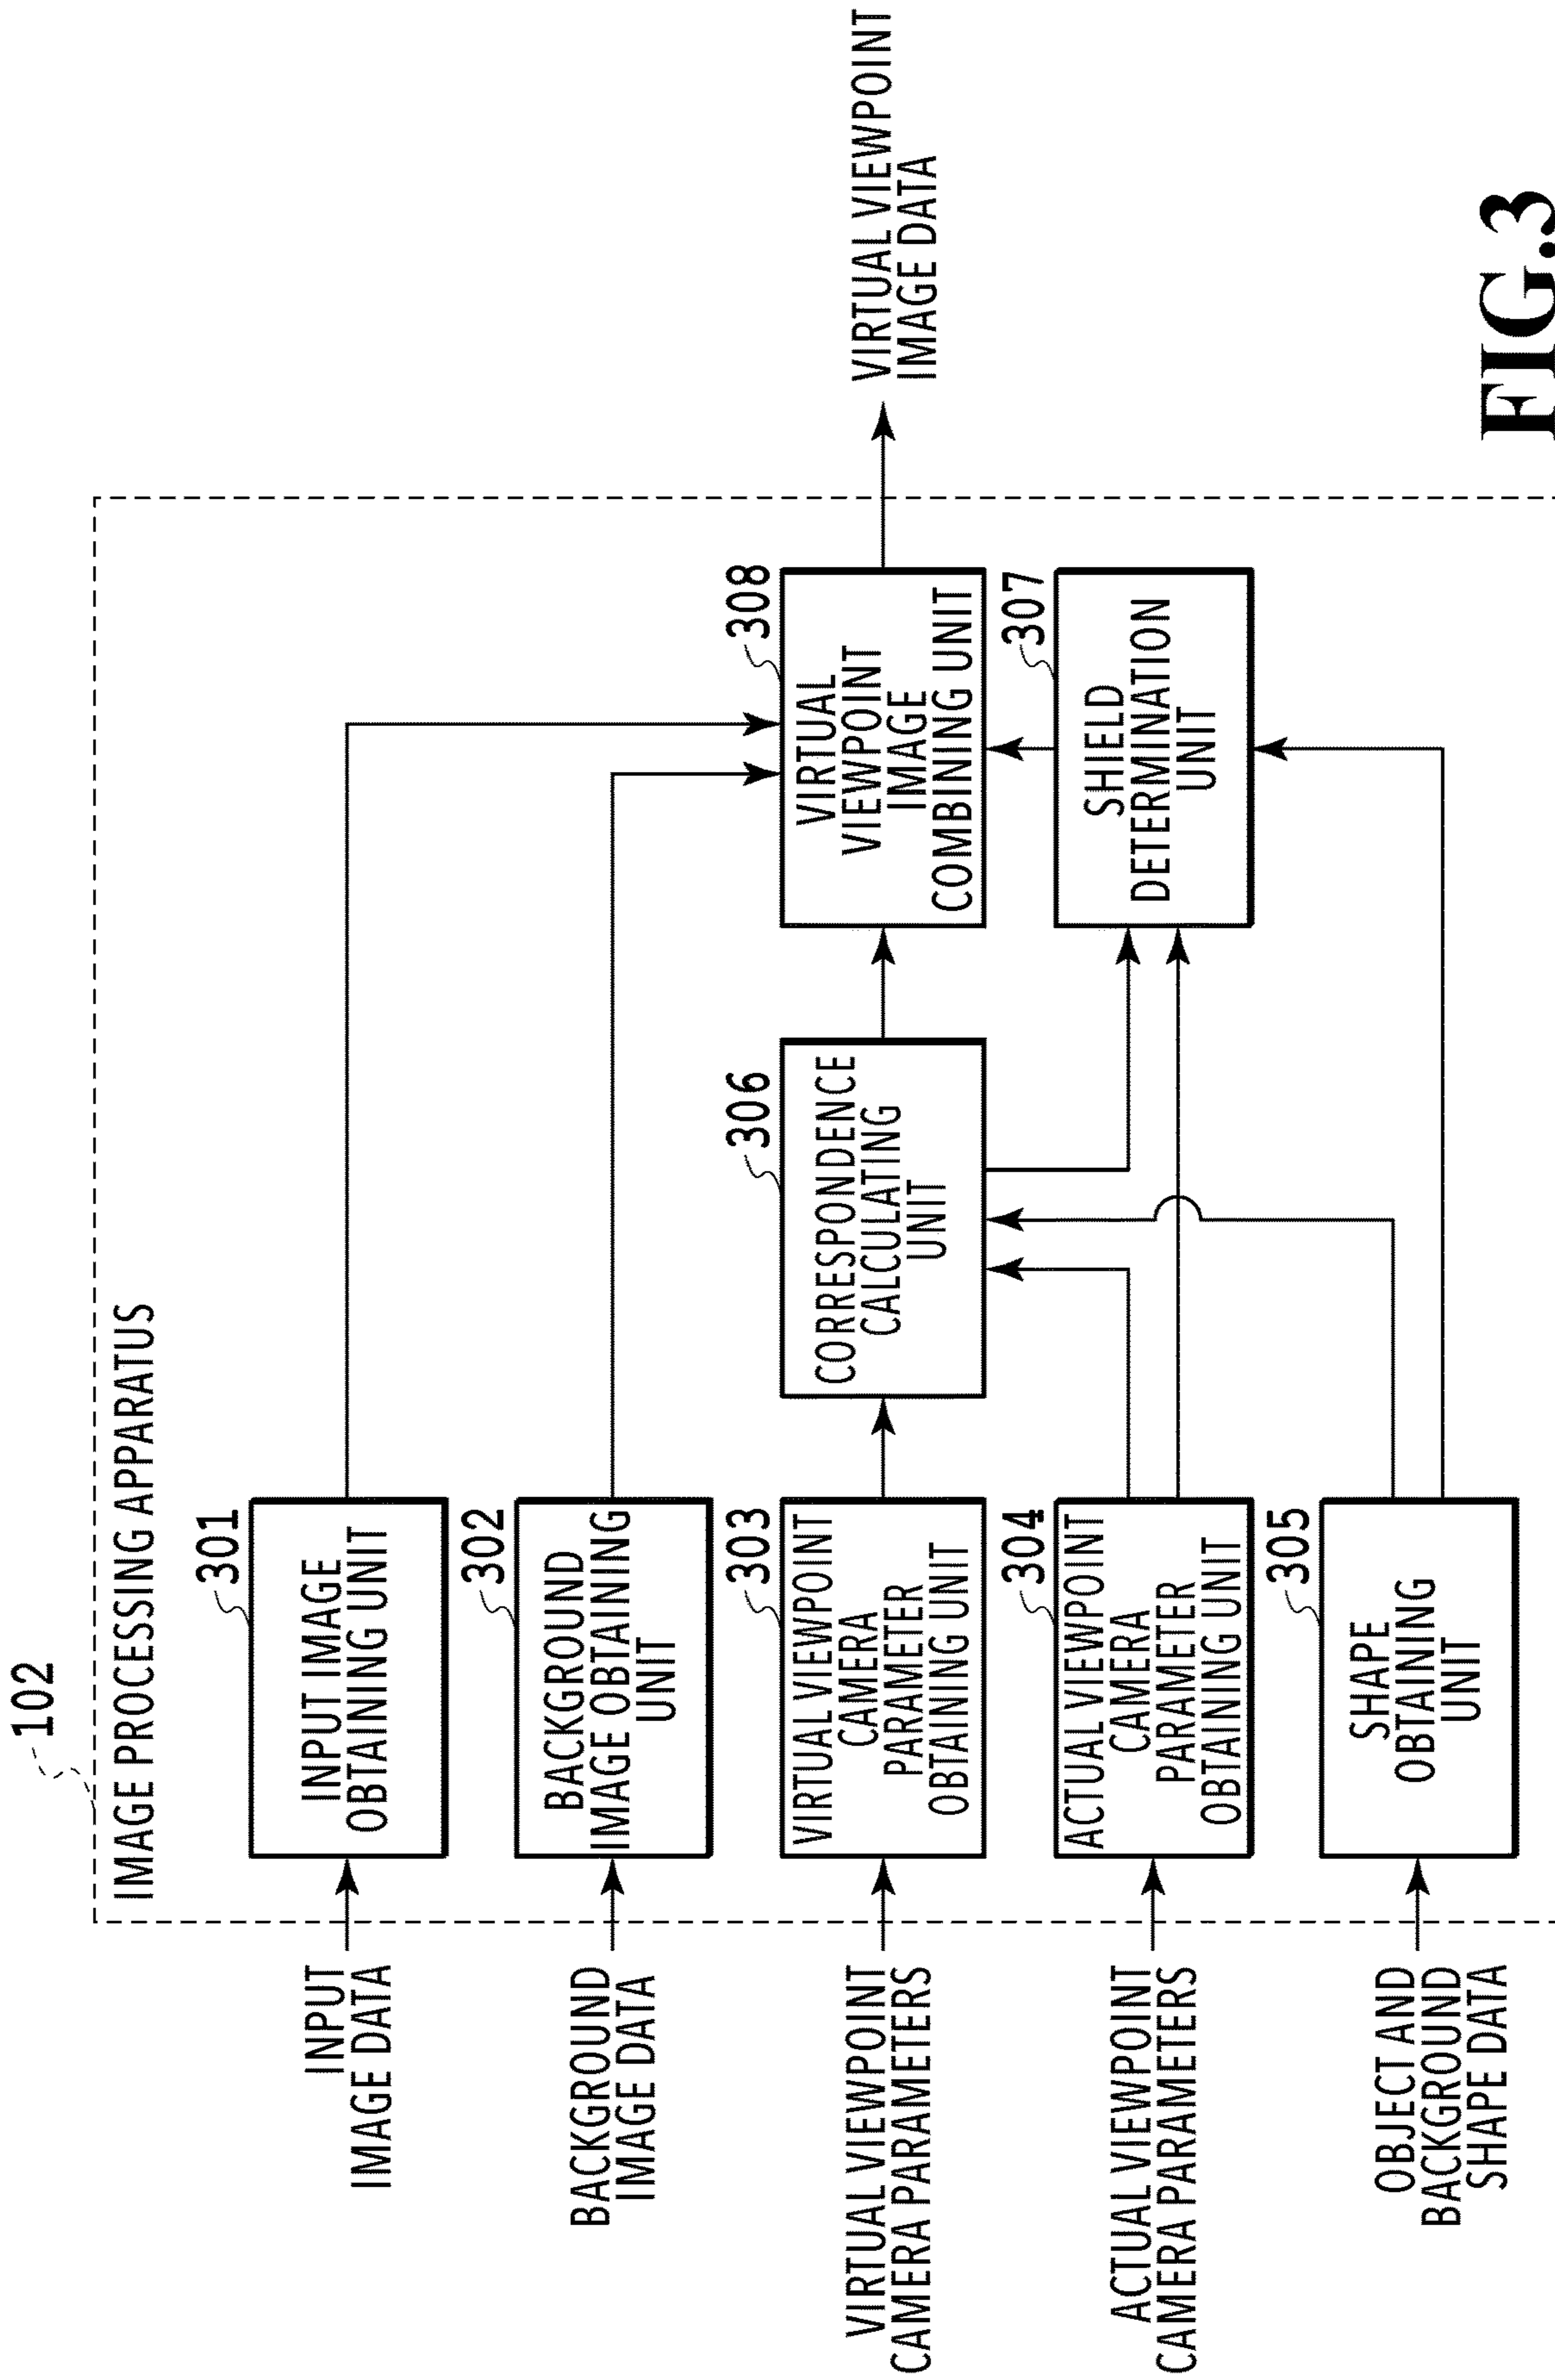 102
IMAGE PROCESSING APPARATUS
INPUT
IMAGE DATA
301
INPUT IMAGE
OBTAINING UNIT
BACKGROUND
IMAGE DATA
302
BACKGROUND
IMAGE OBTAINING
UNIT
VIRTUAL VIEWPOINT
CAMERA PARAMETERS
303
VIRTUAL VIEWPOINT
CAMERA
PARAMETER
OBTAINING UNIT
306
CORRESPONDENCE
CALCULATING
UNIT
308
VIRTUAL
VIEWPOINT
IMAGE
COMBINING UNIT
VIRTUAL VIEWPOINT
IMAGE DATA
ACTUAL VIEWPOINT
CAMERA PARAMETERS
304
ACTUAL VIEWPOINT
CAMERA
PARAMETER
OBTAINING UNIT
307
SHIELD
DETERMINATION
UNIT
OBJECT AND
BACKGROUND
SHAPE DATA
305
SHAPE
OBTAINING
UNIT
FIG.3